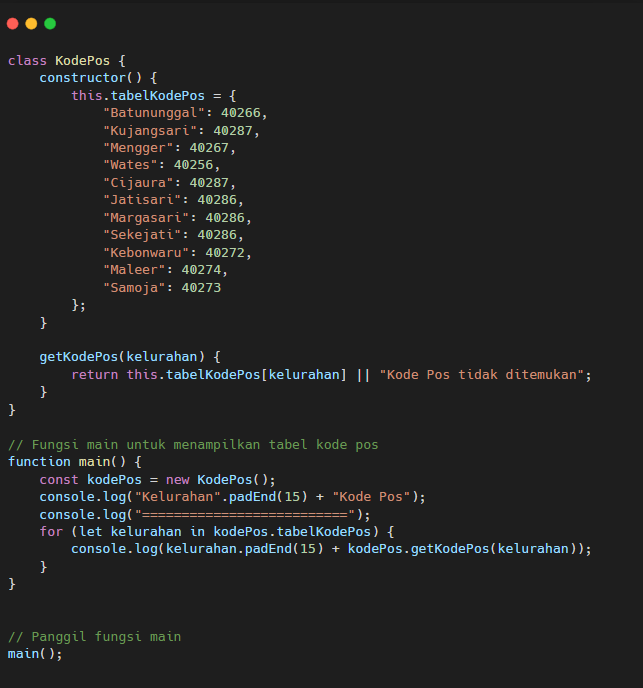 class KodePos {
    constructor() {
        this.tabelKodePos = {
            "Batununggal": 40266,
            "Kujangsari": 40287,
            "Mengger": 40267,
            "Wates": 40256,
            "Cijaura": 40287,
            "Jatisari": 40286,
            "Margasari": 40286,
            "Sekejati": 40286,
            "Kebonwaru": 40272,
            "Maleer": 40274,
            "Samoja": 40273
        };
    }

    getKodePos(kelurahan) {
        return this.tabelKodePos[kelurahan] || "Kode Pos tidak ditemukan";
    }
}

// Fungsi main untuk menampilkan tabel kode pos
function main() {
    const kodePos = new KodePos();
    console.log("Kelurahan".padEnd(15) + "Kode Pos");
    console.log("==========================");
    for (let kelurahan in kodePos.tabelKodePos) {
        console.log(kelurahan.padEnd(15) + kodePos.getKodePos(kelurahan));
    }
}


// Panggil fungsi main
main();